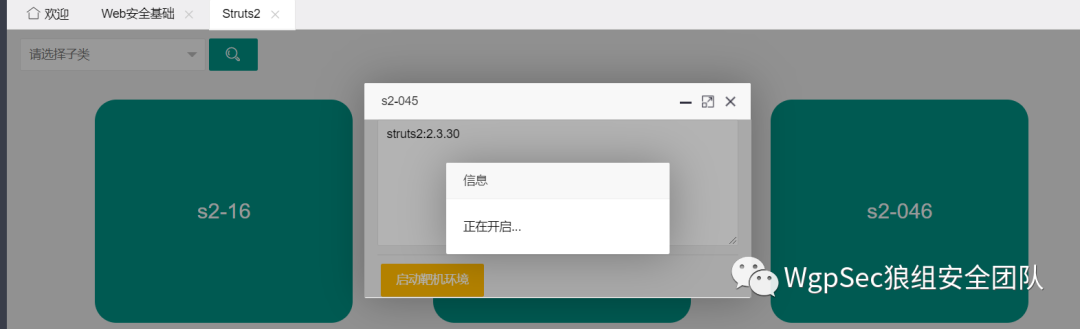 欢迎 Web安全基础 Struts2
请选择子类
s2-045
struts2:2.3.30
信息
s2-16
s2-046
正在开启...
启动靶机环境
WgpSec狼组安全团队